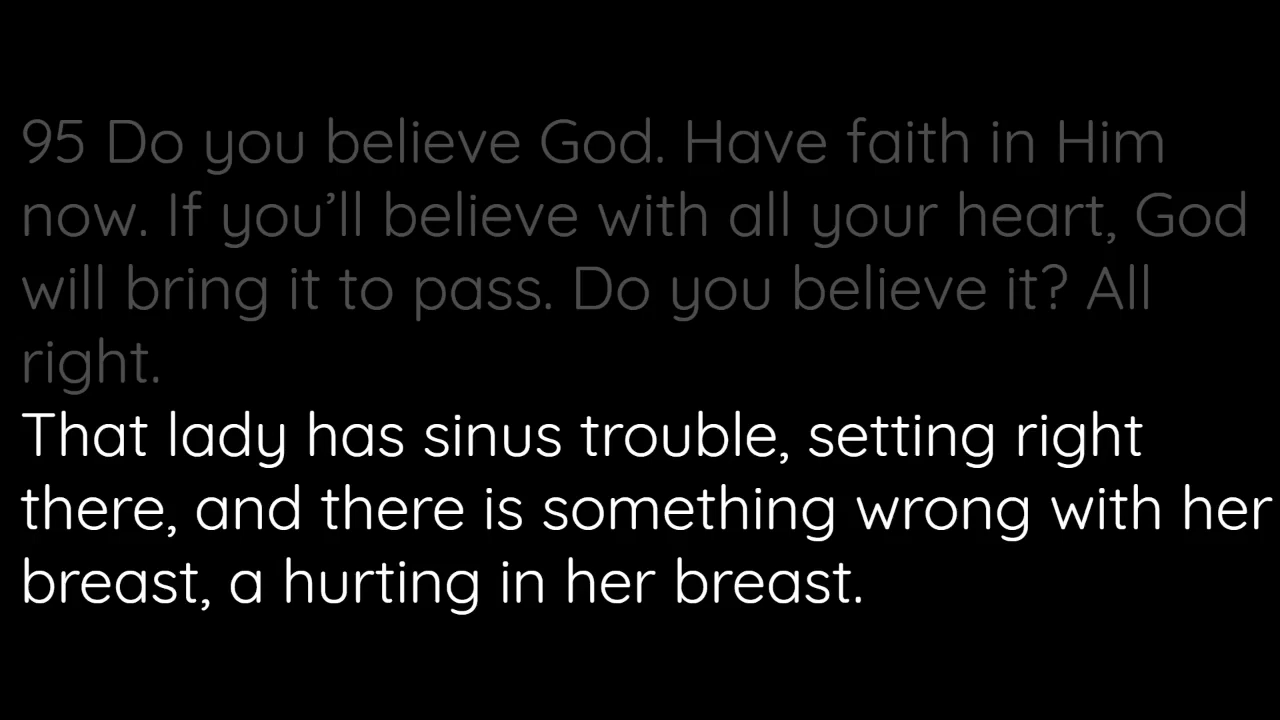 95 Do you believe God. Have faith in Him
now. If you’ll believe with all your heart, God
will bring it to pass. Do you believe it? All
right.
That lady has sinus trouble, setting right
there, and there is something wrong with her
breast, a hurting in her breast.